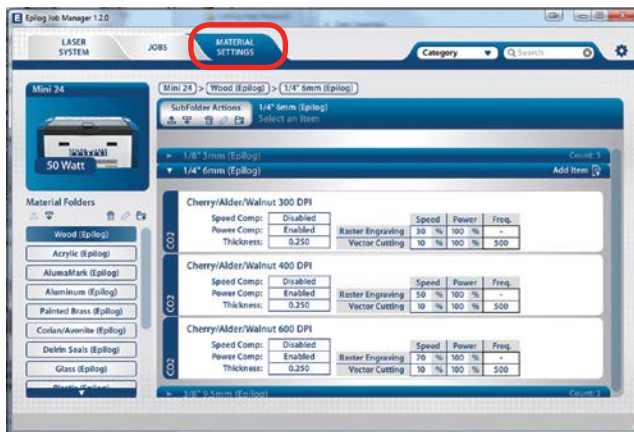 Epilog Job Manager 1.2.0
LASER SYSTEM
JOBS
MATERIAL SETTINGS
Category
Search
Mini 24
Mini 24 > Wood (Epilog) > 1/4" 6mm (Epilog)
SubFolder Actions
1/4" 6mm (Epilog)
Select an Item
50 Watt
1/8" 3mm (Epilog) Count: 3
1/4" 6mm (Epilog) Add Item
Material Folders
Wood (Epilog)
Acrylic (Epilog)
AlumaMark (Epilog)
Aluminum (Epilog)
Painted Brass (Epilog)
Corian/Avonite (Epilog)
Delrin Seals (Epilog)
Glass (Epilog)
Plastic (Epilog)
CO2
Cherry/Alder/Walnut 300 DPI
Speed Comp: Disabled Speed Power Freq.
Power Comp: Enabled Raster Engraving 30 % 100 % -
Thickness: 0.250 Vector Cutting 10 % 100 % 500
CO2
Cherry/Alder/Walnut 400 DPI
Speed Comp: Disabled Speed Power Freq.
Power Comp: Enabled Raster Engraving 50 % 100 % -
Thickness: 0.250 Vector Cutting 10 % 100 % 500
CO2
Cherry/Alder/Walnut 600 DPI
Speed Comp: Disabled Speed Power Freq.
Power Comp: Enabled Raster Engraving 70 % 100 % -
Thickness: 0.250 Vector Cutting 10 % 100 % 500
3/8" 9.5mm (Epilog) Count: 3